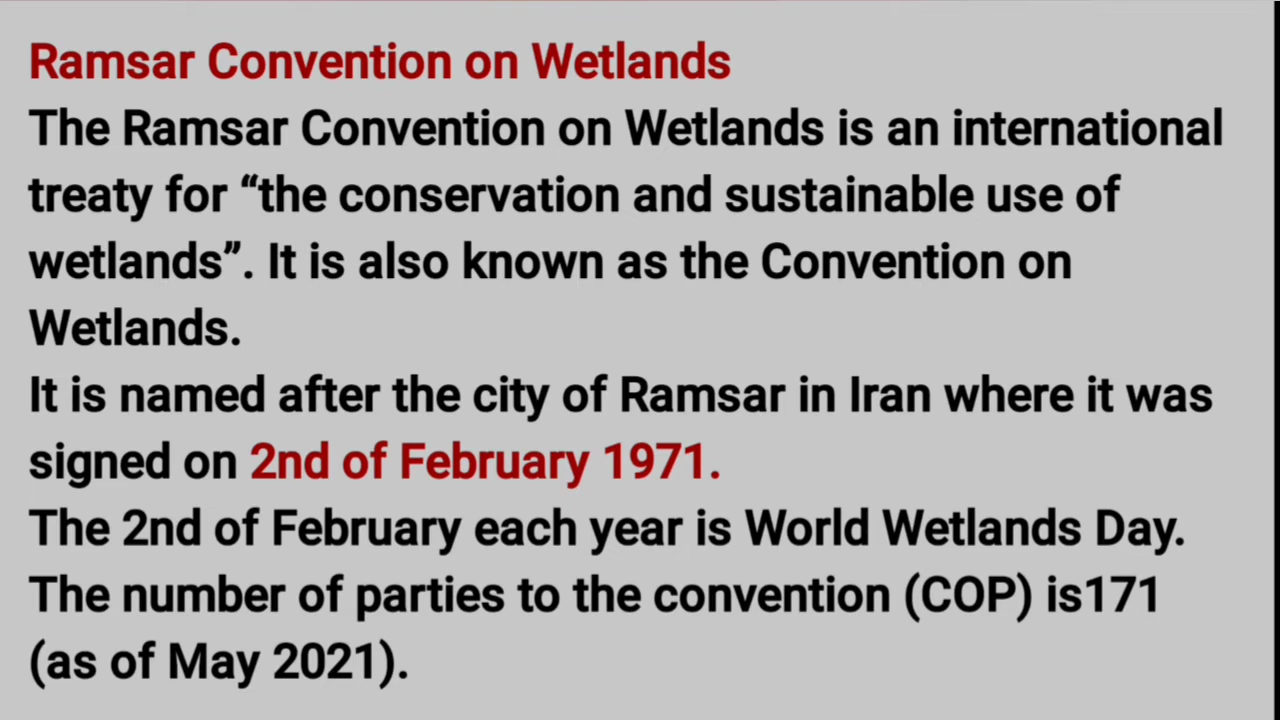 Ramsar Convention on Wetlands
The Ramsar Convention on Wetlands is an international
treaty for “the conservation and sustainable use of
wetlands”. It is also known as the Convention on
Wetlands.
It is named after the city of Ramsar in Iran where it was
signed on 2nd of February 1971.
The 2nd of February each year is World Wetlands Day.
The number of parties to the convention (COP) is171
(as of May 2021).